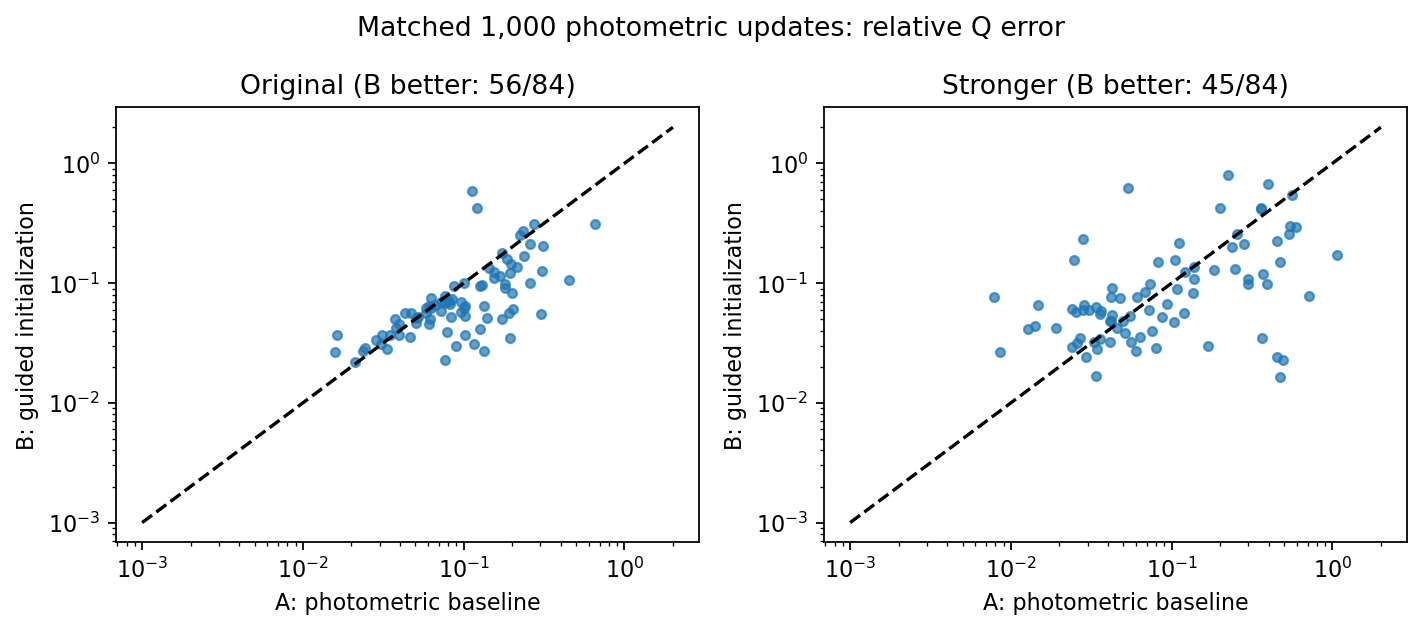 Matched 1,000 photometric updates: relative Q error
Original (B better: 56/84)
B: guided initialization
10⁰
10⁻¹
10⁻²
10⁻³
10⁻³ 10⁻² 10⁻¹ 10⁰
A: photometric baseline
Stronger (B better: 45/84)
B: guided initialization
10⁰
10⁻¹
10⁻²
10⁻³
10⁻³ 10⁻² 10⁻¹ 10⁰
A: photometric baseline